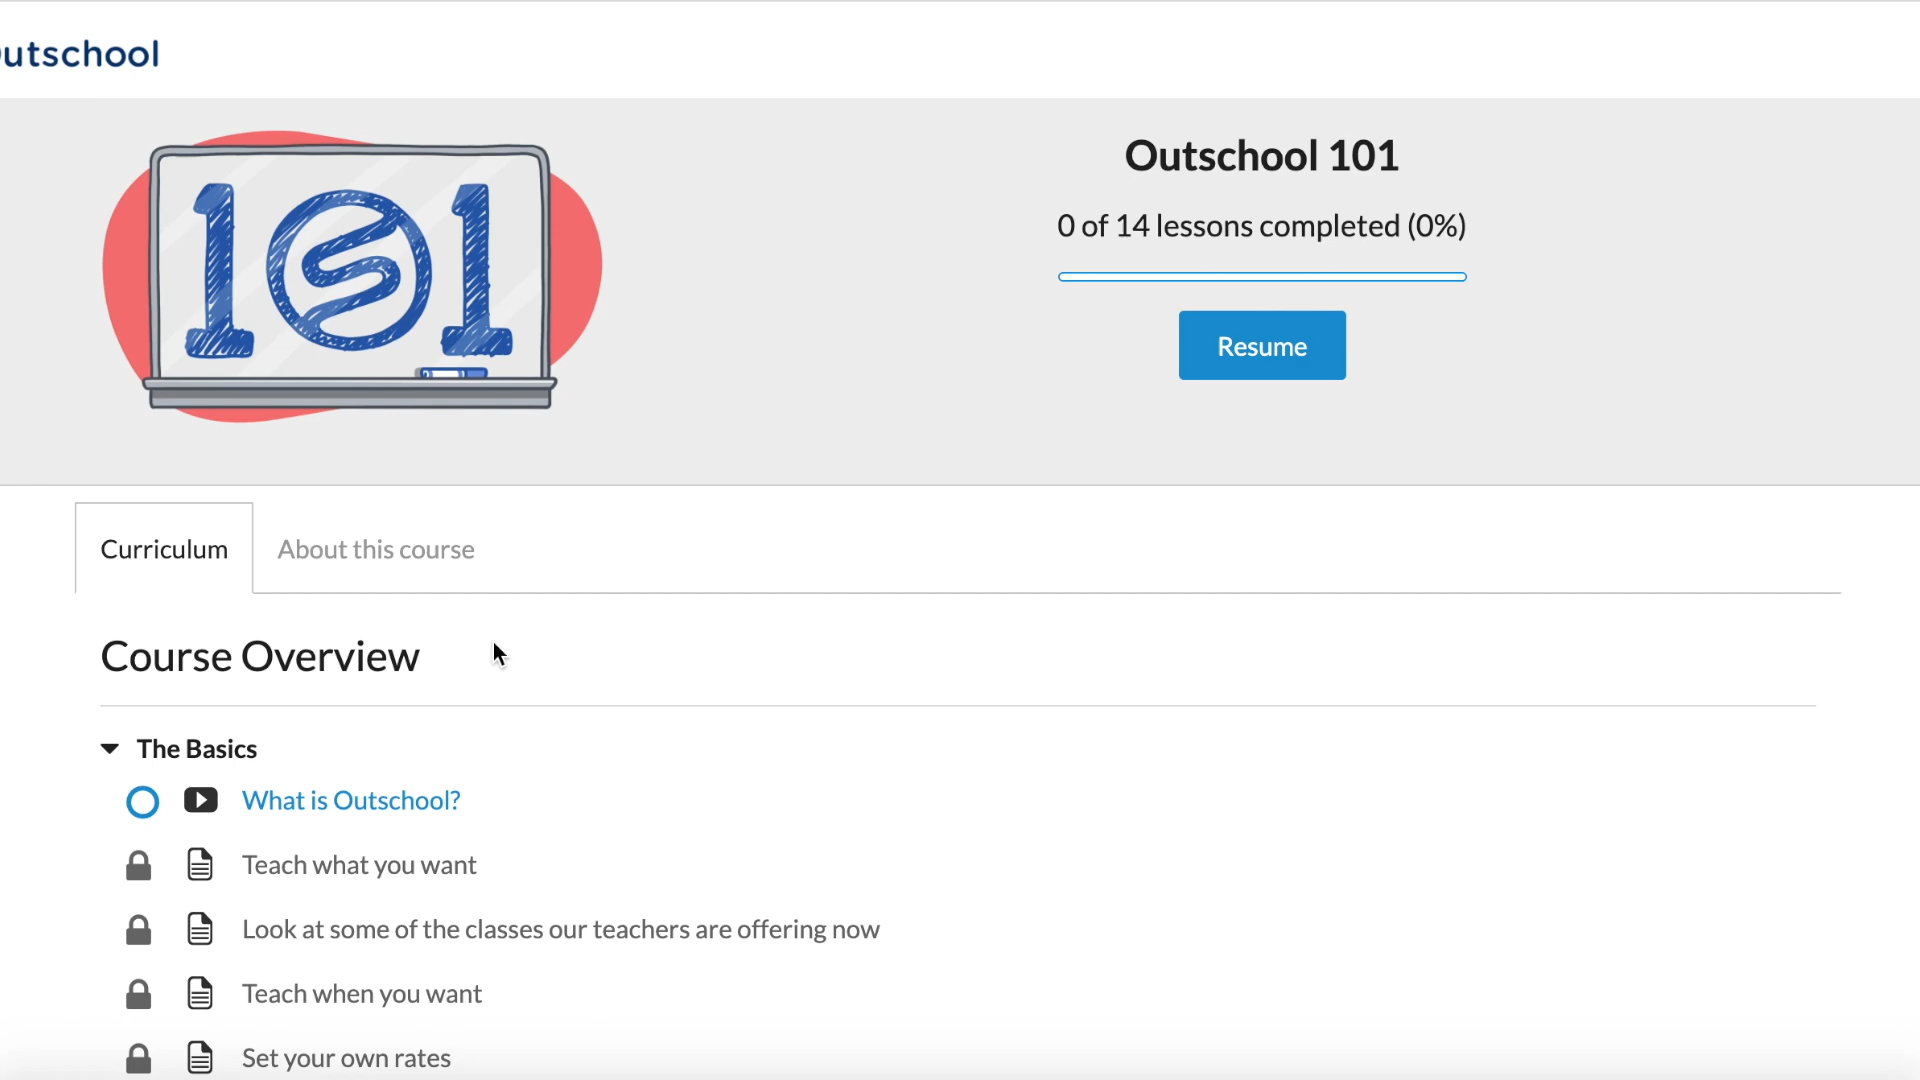 utschool
101
Outschool 101
0 of 14 lessons completed (0%)
Resume
Curriculum
About this course
Course Overview
The Basics
What is Outschool?
Teach what you want
Look at some of the classes our teachers are offering now
Teach when you want
Set your own rates